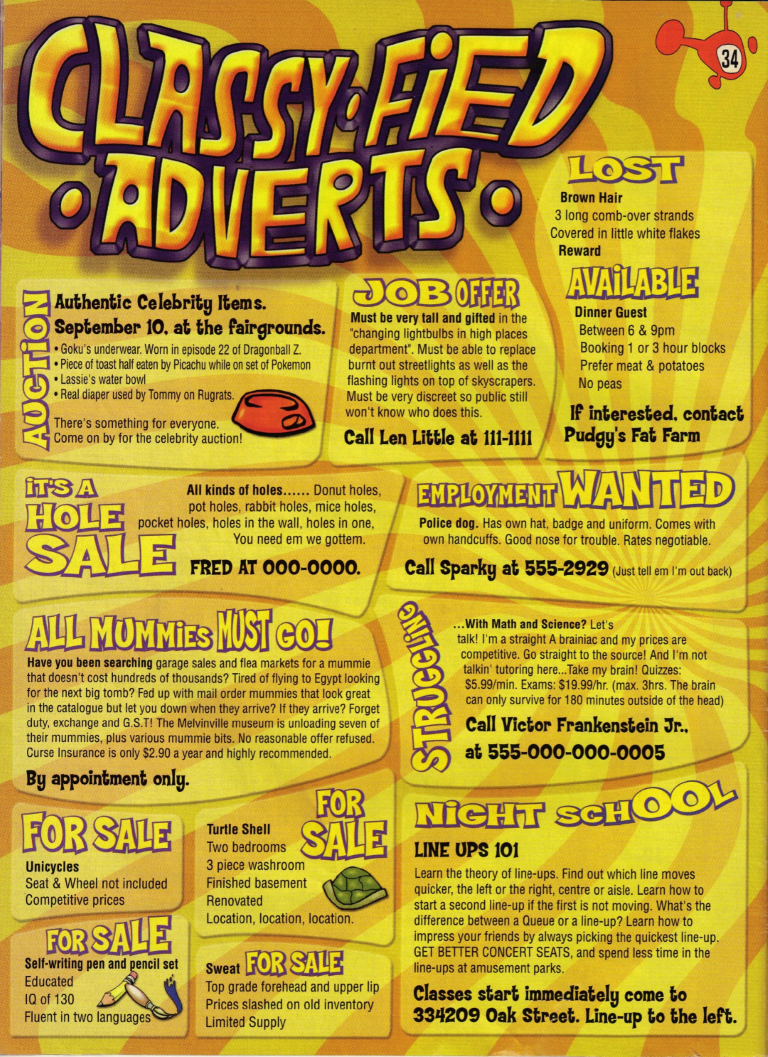 34
CLASSY•FiED
•ADVERTS•
LOST
Brown Hair
3 long comb-over strands
Covered in little white flakes
Reward
AVAiLABLE
Dinner Guest
Between 6 & 9pm
Booking 1 or 3 hour blocks
Prefer meat & potatoes
No peas
If interested, contact
Pudgy's Fat Farm
AUCTiON
Authentic Celebrity Items.
September 10, at the fairgrounds.
• Goku's underwear. Worn in episode 22 of Dragonball Z.
• Piece of toast half eaten by Picachu while on set of Pokemon
• Lassie's water bowl
• Real diaper used by Tommy on Rugrats.
There's something for everyone.
Come on by for the celebrity auction!
JOB OFFER
Must be very tall and gifted in the
"changing lightbulbs in high places
department". Must be able to replace
burnt out streetlights as well as the
flashing lights on top of skyscrapers.
Must be very discreet so public still
won't know who does this.
Call Len Little at 111-1111
iT'S A
HOLE
SALE
All kinds of holes...... Donut holes,
pot holes, rabbit holes, mice holes,
pocket holes, holes in the wall, holes in one,
You need em we gottem.
FRED AT 000-0000.
EMPLOYMENT WANTED
Police dog. Has own hat, badge and uniform. Comes with
own handcuffs. Good nose for trouble. Rates negotiable.
Call Sparky at 555-2929 (Just tell em I'm out back)
ALL MUMMiES MUST GO!
Have you been searching garage sales and flea markets for a mummie
that doesn't cost hundreds of thousands? Tired of flying to Egypt looking
for the next big tomb? Fed up with mail order mummies that look great
in the catalogue but let you down when they arrive? If they arrive? Forget
duty, exchange and G.S.T! The Melvinville museum is unloading seven of
their mummies, plus various mummie bits. No reasonable offer refused.
Curse Insurance is only $2.90 a year and highly recommended.
By appointment only.
STRUGGLiNG
...With Math and Science? Let's
talk! I'm a straight A brainiac and my prices are
competitive. Go straight to the source! And I'm not
talkin' tutoring here...Take my brain! Quizzes:
$5.99/min. Exams: $19.99/hr. (max. 3hrs. The brain
can only survive for 180 minutes outside of the head)
Call Victor Frankenstein Jr.,
at 555-000-000-0005
FOR SALE
Unicycles
Seat & Wheel not included
Competitive prices
FOR
SALE
Turtle Shell
Two bedrooms
3 piece washroom
Finished basement
Renovated
Location, location, location.
FOR SALE
Self-writing pen and pencil set
Educated
IQ of 130
Fluent in two languages
Sweat FOR SALE
Top grade forehead and upper lip
Prices slashed on old inventory
Limited Supply
NiGHT SCHOOL
LINE UPS 101
Learn the theory of line-ups. Find out which line moves
quicker, the left or the right, centre or aisle. Learn how to
start a second line-up if the first is not moving. What's the
difference between a Queue or a line-up? Learn how to
impress your friends by always picking the quickest line-up.
GET BETTER CONCERT SEATS, and spend less time in the
line-ups at amusement parks.
Classes start immediately come to
334209 Oak Street. Line-up to the left.